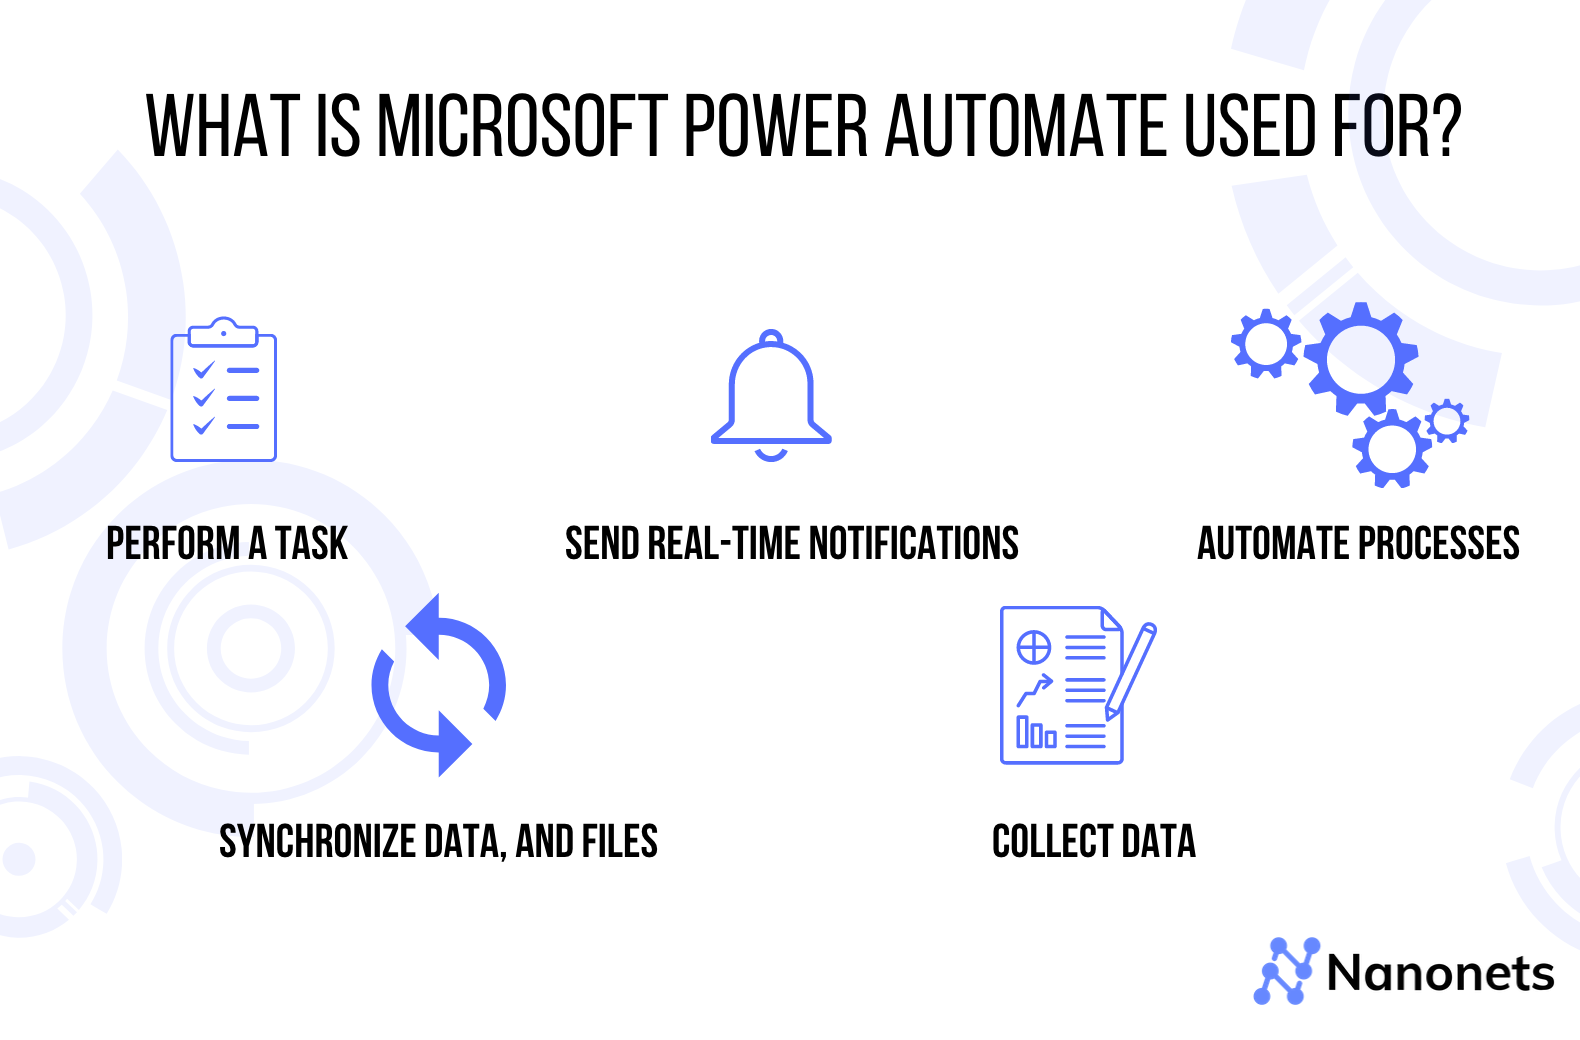 WHAT IS MICROSOFT POWER AUTOMATE USED FOR?
PERFORM A TASK
SEND REAL-TIME NOTIFICATIONS
AUTOMATE PROCESSES
SYNCHRONIZE DATA, AND FILES
COLLECT DATA
Nanonets